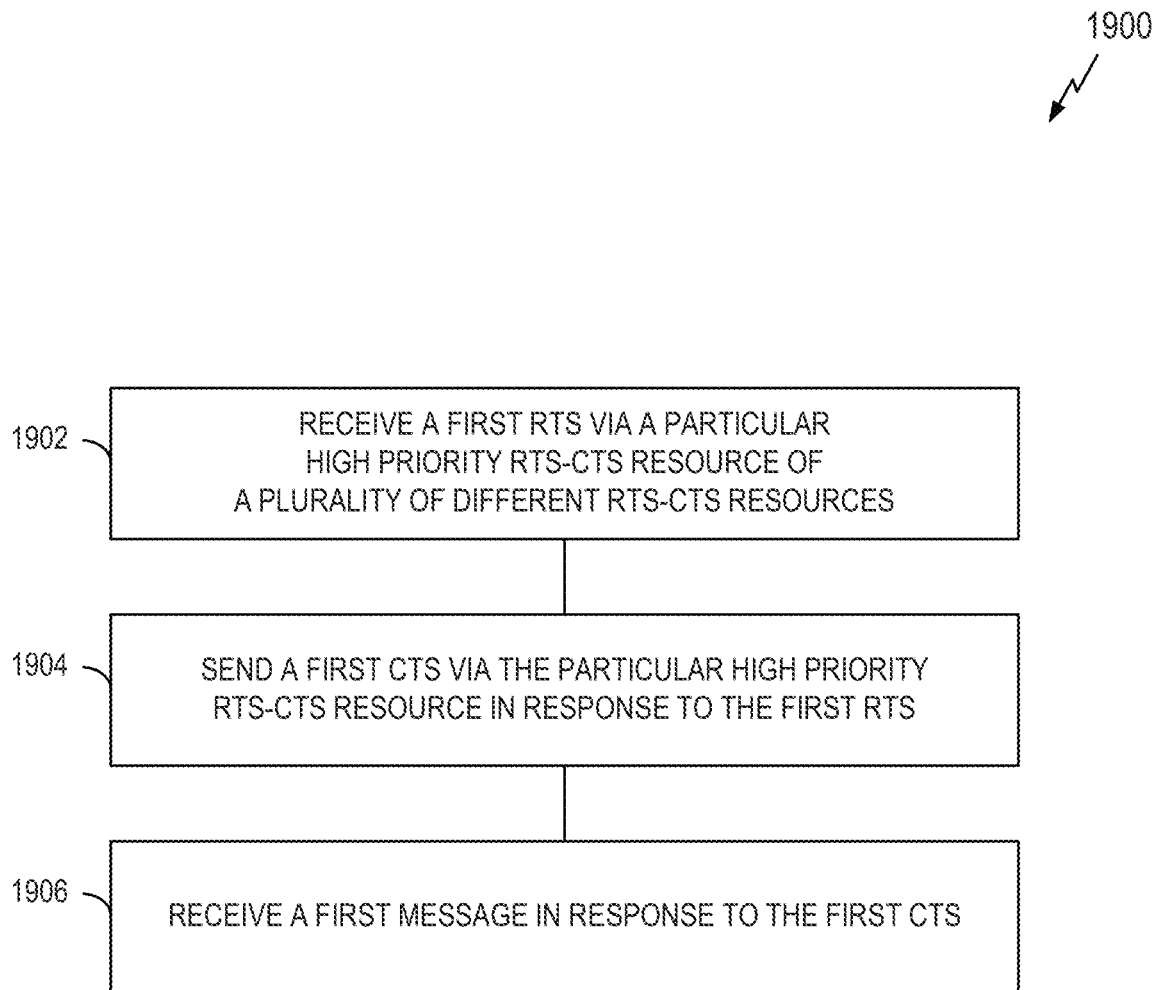 1900
1902
RECEIVE A FIRST RTS VIA A PARTICULAR
HIGH PRIORITY RTS-CTS RESOURCE OF
A PLURALITY OF DIFFERENT RTS-CTS RESOURCES
1904
SEND A FIRST CTS VIA THE PARTICULAR HIGH PRIORITY
RTS-CTS RESOURCE IN RESPONSE TO THE FIRST RTS
1906
RECEIVE A FIRST MESSAGE IN RESPONSE TO THE FIRST CTS